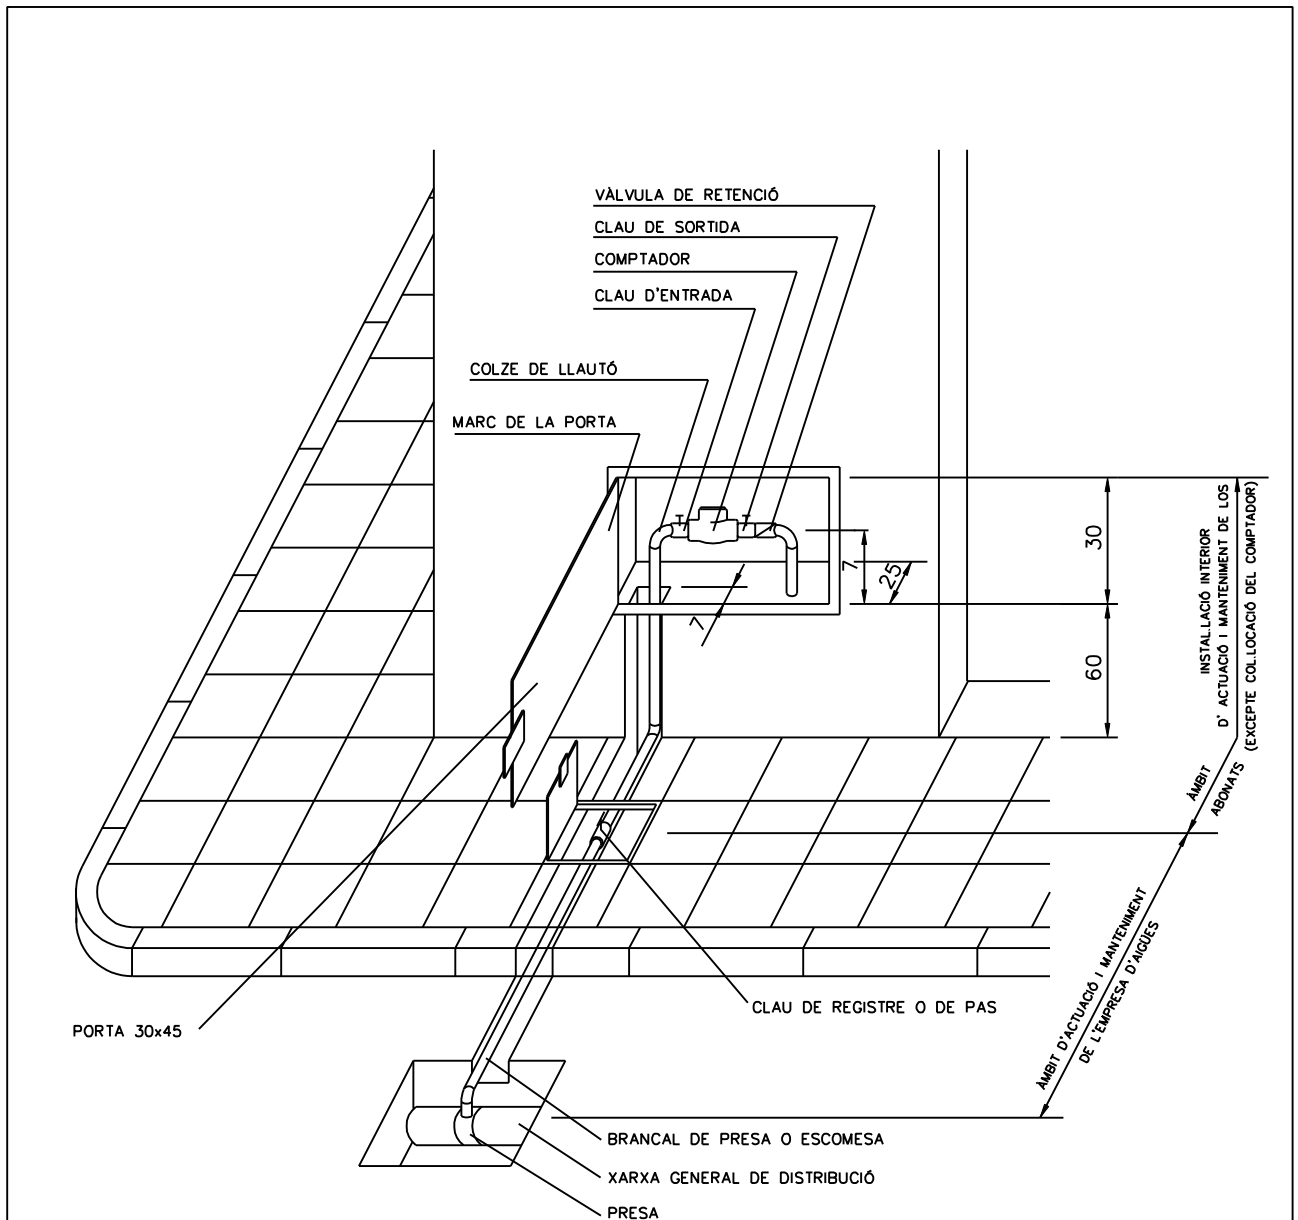 VÀLVULA DE RETENCIÓ
CLAU DE SORTIDA
COMPTADOR
CLAU D'ENTRADA
COLZE DE LLAUTÓ
MARC DE LA PORTA
30
7
25
7
60
INSTAL.LACIÓ INTERIOR
D' ACTUACIÓ I MANTENIMENT DE LOS
(EXCEPTE COL.LOCACIÓ DEL COMPTADOR)
ÀMBIT
ABONATS
ÀMBIT D'ACTUACIÓ I MANTENIMENT
DE L'EMPRESA D'AIGÜES
CLAU DE REGISTRE O DE PAS
PORTA 30x45
BRANCAL DE PRESA O ESCOMESA
XARXA GENERAL DE DISTRIBUCIÓ
PRESA